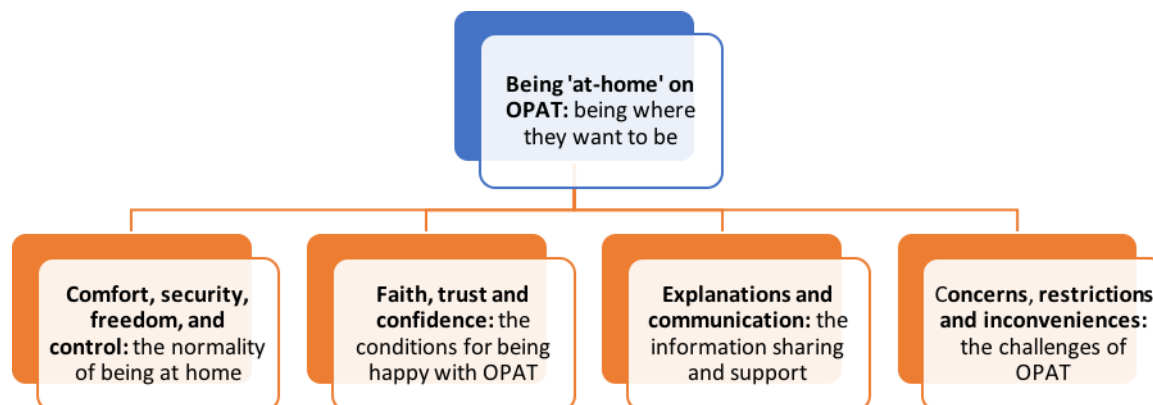 Being 'at-home' on
OPAT: being where
they want to be
Comfort, security,
freedom, and
control: the normality
of being at home
Faith, trust and
confidence: the
conditions for being
happy with OPAT
Explanations and
communication: the
information sharing
and support
Concerns, restrictions
and inconveniences:
the challenges of
OPAT